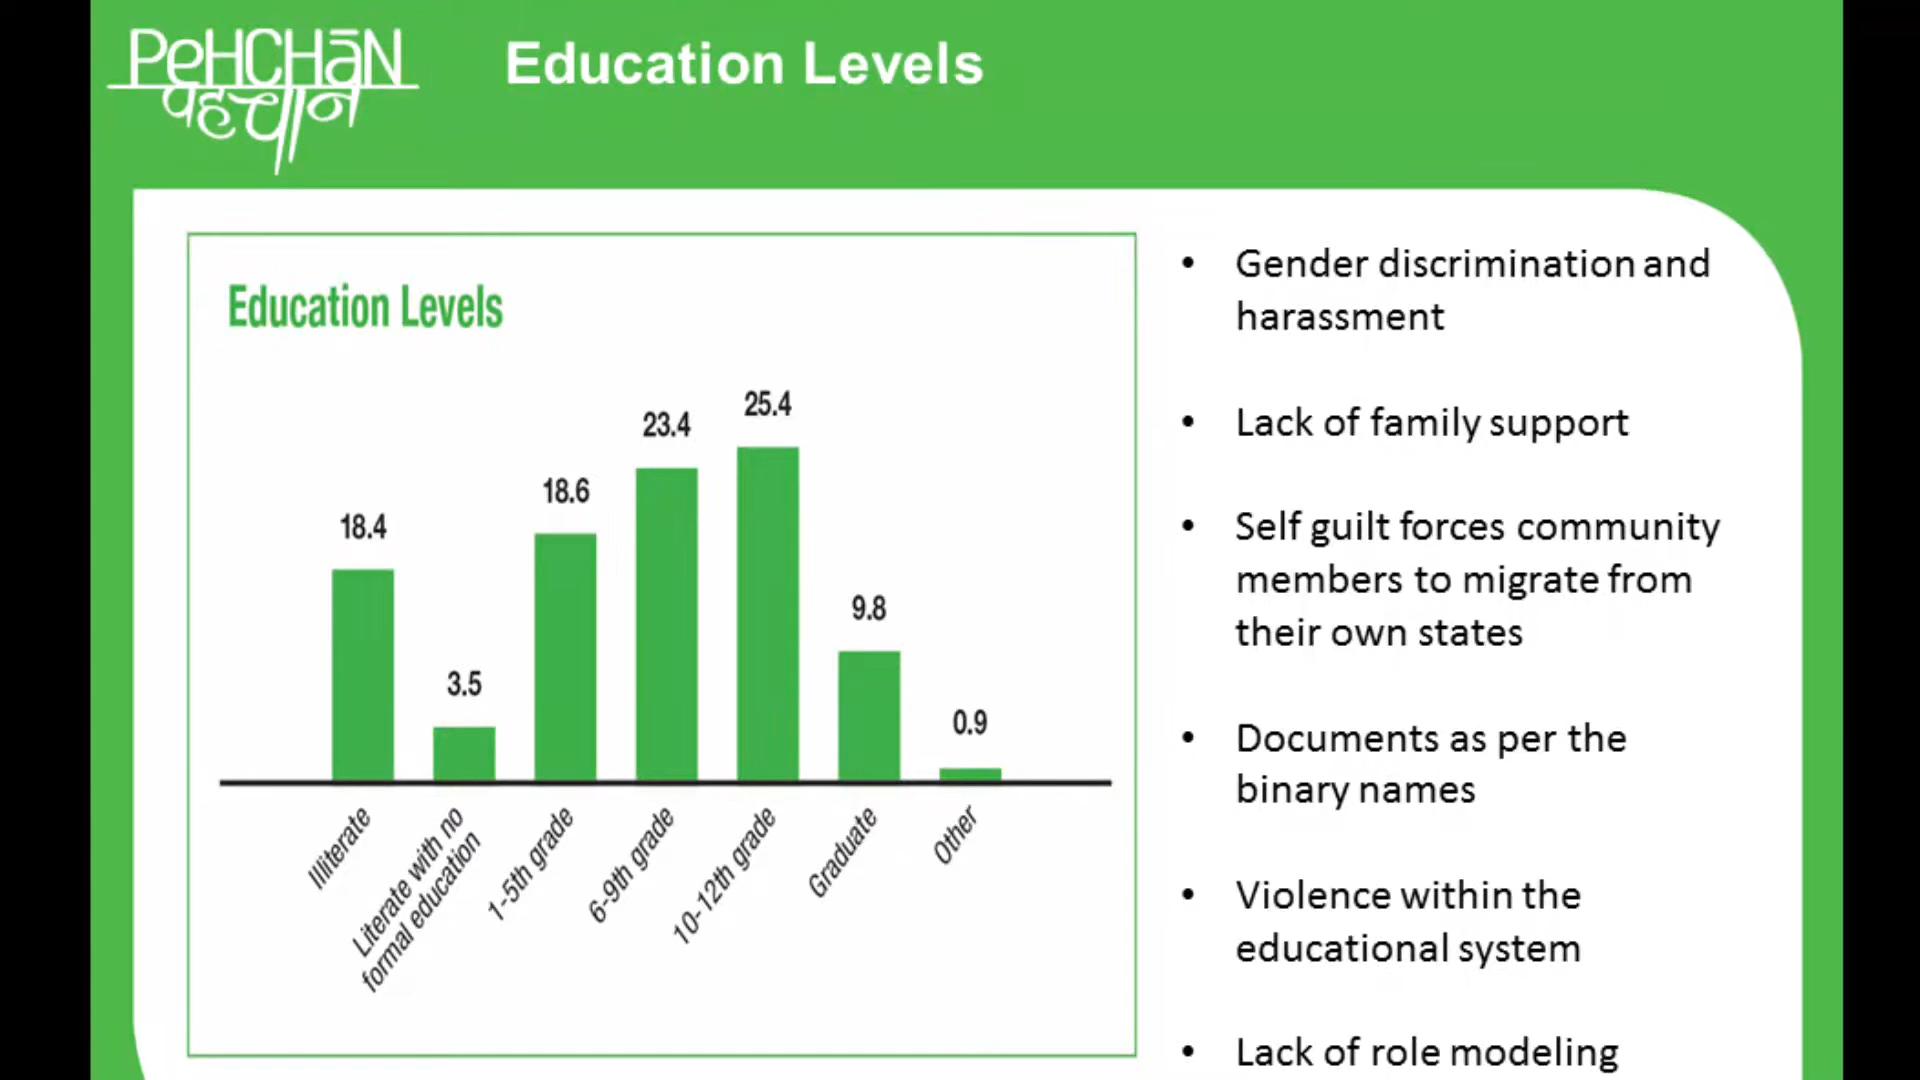 PeHCHāN
पहचान
Education Levels
Education Levels
18.4
3.5
18.6
23.4
25.4
9.8
0.9
Illiterate
Literate with no
formal education
1-5th grade
6-9th grade
10-12th grade
Graduate
Other
• Gender discrimination and
harassment
• Lack of family support
• Self guilt forces community
members to migrate from
their own states
• Documents as per the
binary names
• Violence within the
educational system
• Lack of role modeling